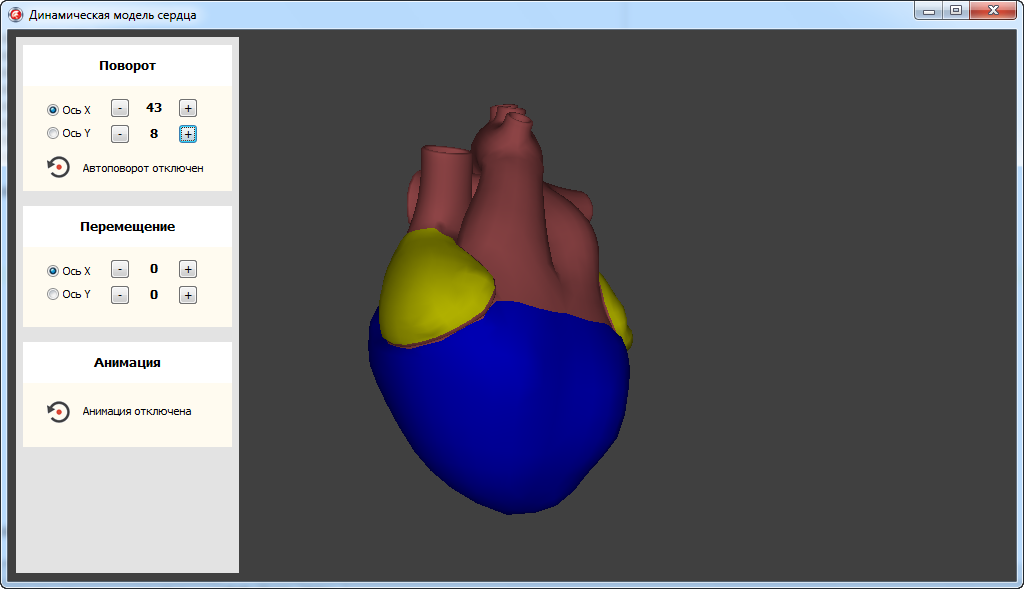 Динамическая модель сердца
Поворот
Ось X - 43 +
Ось Y - 8 +
Автоповорот отключен
Перемещение
Ось X - 0 +
Ось Y - 0 +
Анимация
Анимация отключена